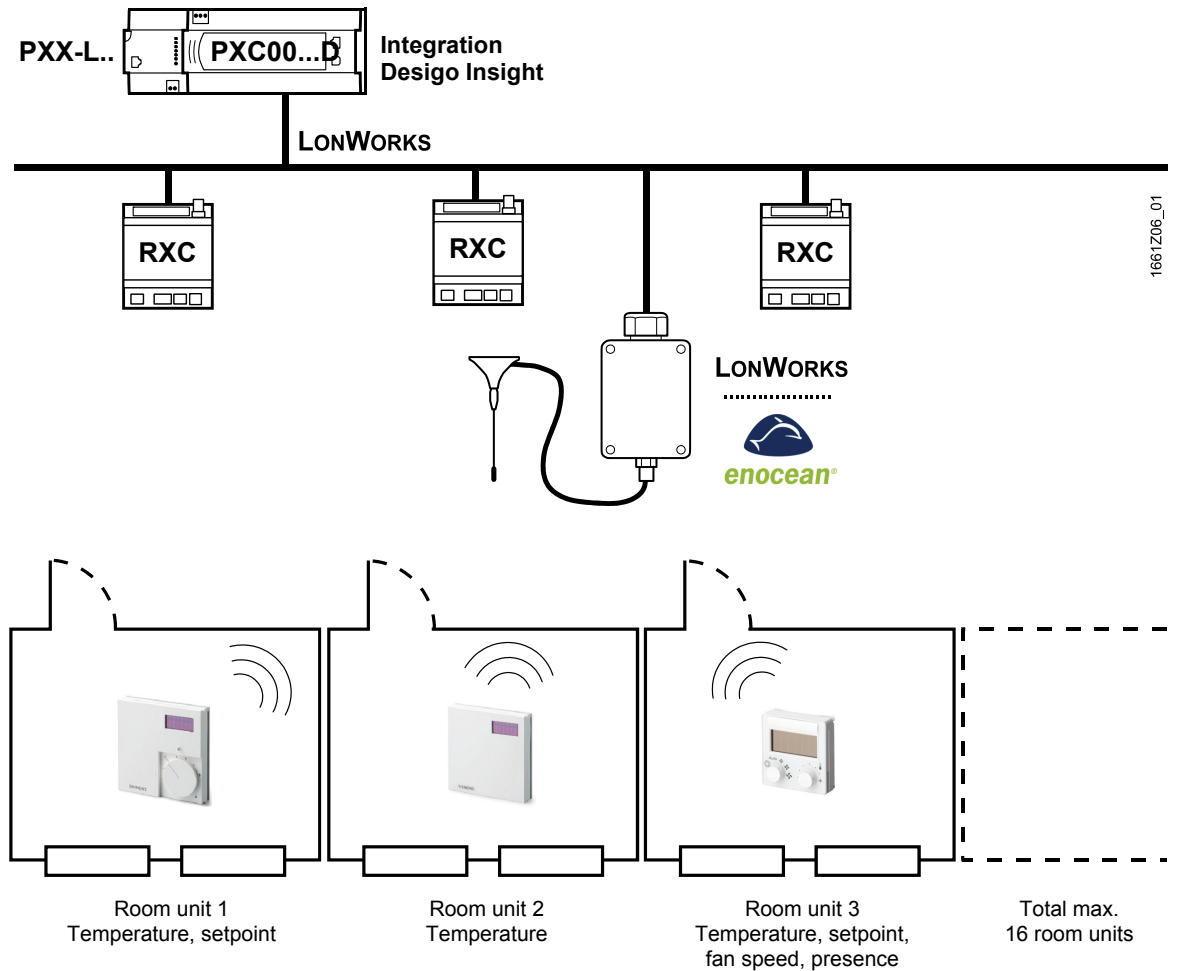 PXX-L..
PXC00...D
Integration
Desigo Insight
LONWORKS
RXC
RXC
RXC
1661Z06_01
LONWORKS
enocean®
Room unit 1
Temperature, setpoint
Room unit 2
Temperature
Room unit 3
Temperature, setpoint,
fan speed, presence
Total max.
16 room units